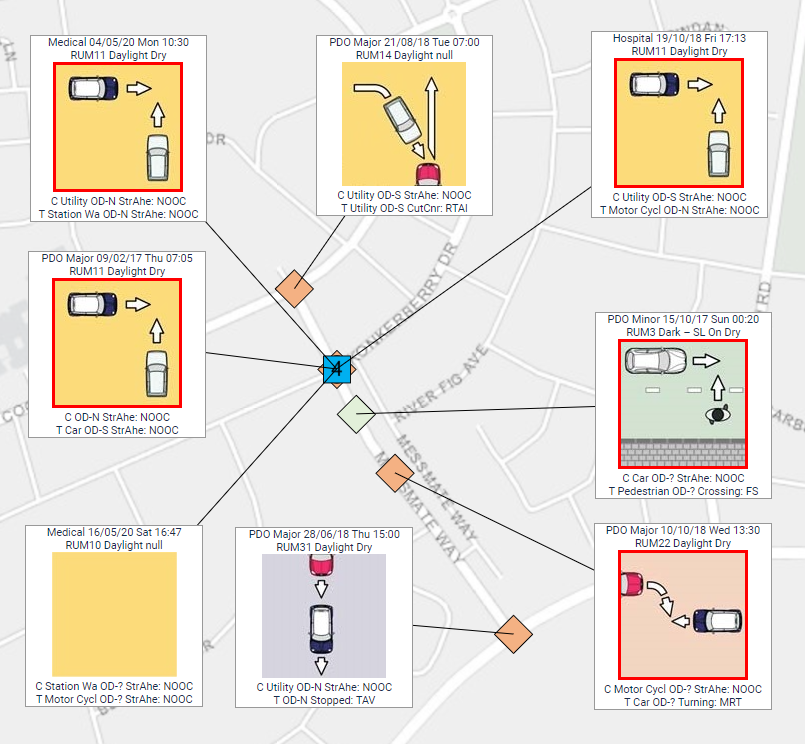 Medical 04/05/20 Mon 10:30
RUM11 Daylight Dry
C Utility OD-N StrAhe: NOOC
T Station Wa OD-N StrAhe: NOOC
PDO Major 21/08/18 Tue 07:00
RUM14 Daylight null
C Utility OD-S StrAhe: NOOC
T Utility OD-S CutCnr: RTAI
Hospital 19/10/18 Fri 17:13
RUM11 Daylight Dry
C Utility OD-S StrAhe: NOOC
T Motor Cycl OD-N StrAhe: NOOC
DR
PDO Major 09/02/17 Thu 07:05
RUM11 Daylight Dry
C OD-N StrAhe: NOOC
T Car OD-S StrAhe: NOOC
4
KONKERBERRY DR
RIVER FIG AVE
RD
PDO Minor 15/10/17 Sun 00:20
RUM3 Dark – SL On Dry
C Car OD-? StrAhe: NOOC
T Pedestrian OD-? Crossing: FS
MESSMATE WAY
MESSMATE WAY
Medical 16/05/20 Sat 16:47
RUM10 Daylight null
C Station Wa OD-? StrAhe: NOOC
T Motor Cycl OD-? StrAhe: NOOC
PDO Major 28/06/18 Thu 15:00
RUM31 Daylight Dry
C Utility OD-N StrAhe: NOOC
T OD-N Stopped: TAV
PDO Major 10/10/18 Wed 13:30
RUM22 Daylight Dry
C Motor Cycl OD-? StrAhe: NOOC
T Car OD-? Turning: MRT